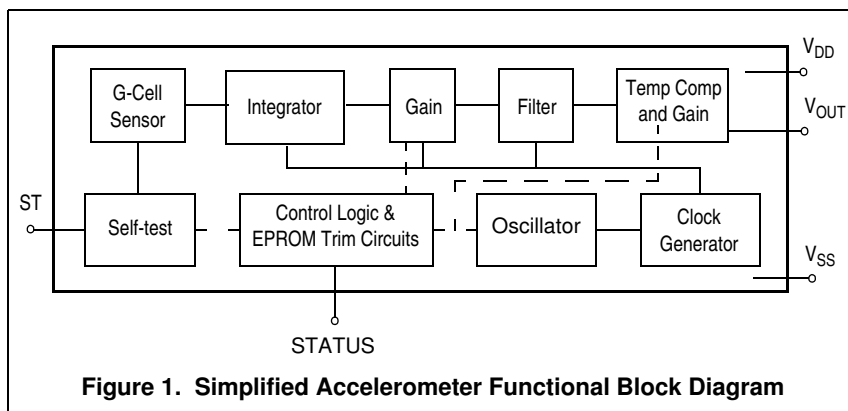 G-Cell
Sensor
Integrator
Gain
Filter
Temp Comp
and Gain
VDD
VOUT
ST
Self-test
Control Logic &
EPROM Trim Circuits
Oscillator
Clock
Generator
VSS
STATUS
Figure 1. Simplified Accelerometer Functional Block Diagram